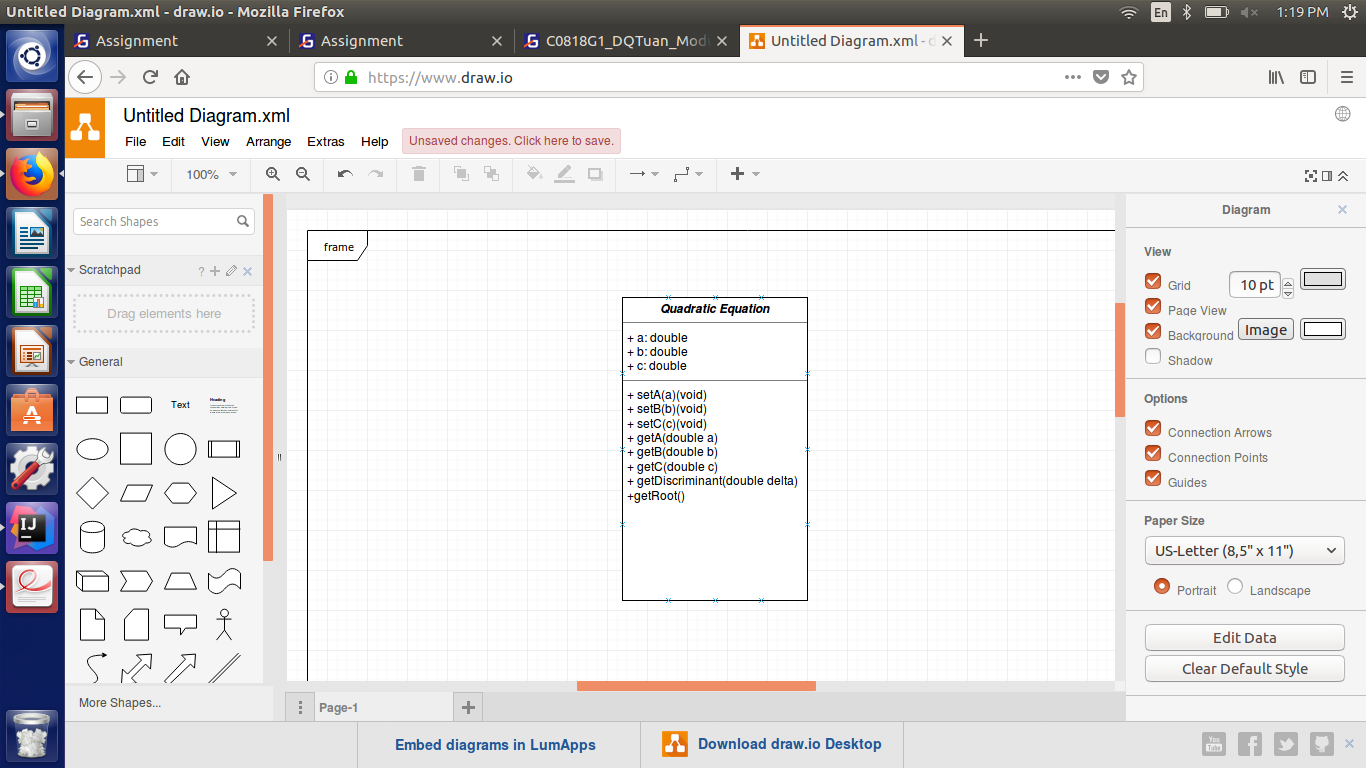 Untitled Diagram.xml - draw.io - Mozilla Firefox
En
1:19 PM
Assignment
Assignment
C0818G1_DQTuan_Mod
Untitled Diagram.xml - d
https://www.draw.io
Untitled Diagram.xml
File Edit View Arrange Extras Help
Unsaved changes. Click here to save.
100%
Search Shapes
Scratchpad
?
Drag elements here
General
Text
Heading
More Shapes...
frame
Quadratic Equation
+ a: double
+ b: double
+ c: double
+ setA(a)(void)
+ setB(b)(void)
+ setC(c)(void)
+ getA(double a)
+ getB(double b)
+ getC(double c)
+ getDiscriminant(double delta)
+getRoot()
Page-1
Diagram
View
Grid
10 pt
Page View
Background
Image
Shadow
Options
Connection Arrows
Connection Points
Guides
Paper Size
US-Letter (8,5" x 11")
Portrait
Landscape
Edit Data
Clear Default Style
Embed diagrams in LumApps
Download draw.io Desktop
You
Tube
IJ